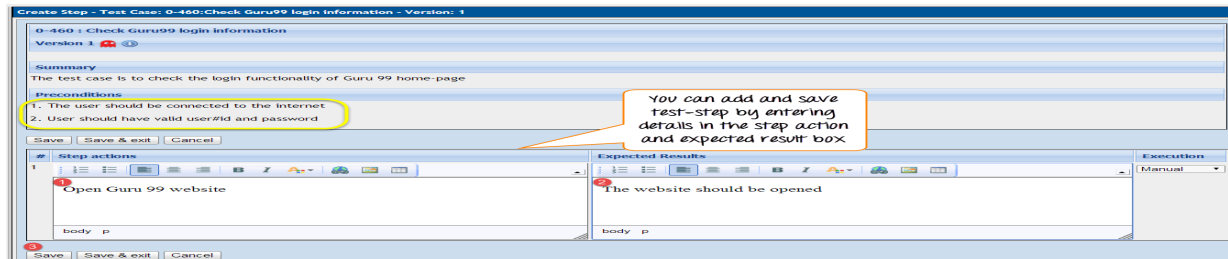 Create Step - Test Case: 0-460:Check Guru99 login information - Version: 1
0-460 : Check Guru99 login information
Version 1
Summary
The test case is to check the login functionality of Guru 99 home-page
Preconditions
1. The user should be connected to the internet
2. User should have valid user#id and password
You can add and save
test-step by entering
details in the step action
and expected result box
Save Save & exit Cancel
# Step actions Expected Results Execution
1 B I A B I A Manual
1 Open Guru 99 website 2 The website should be opened
body p body p
3
Save Save & exit Cancel